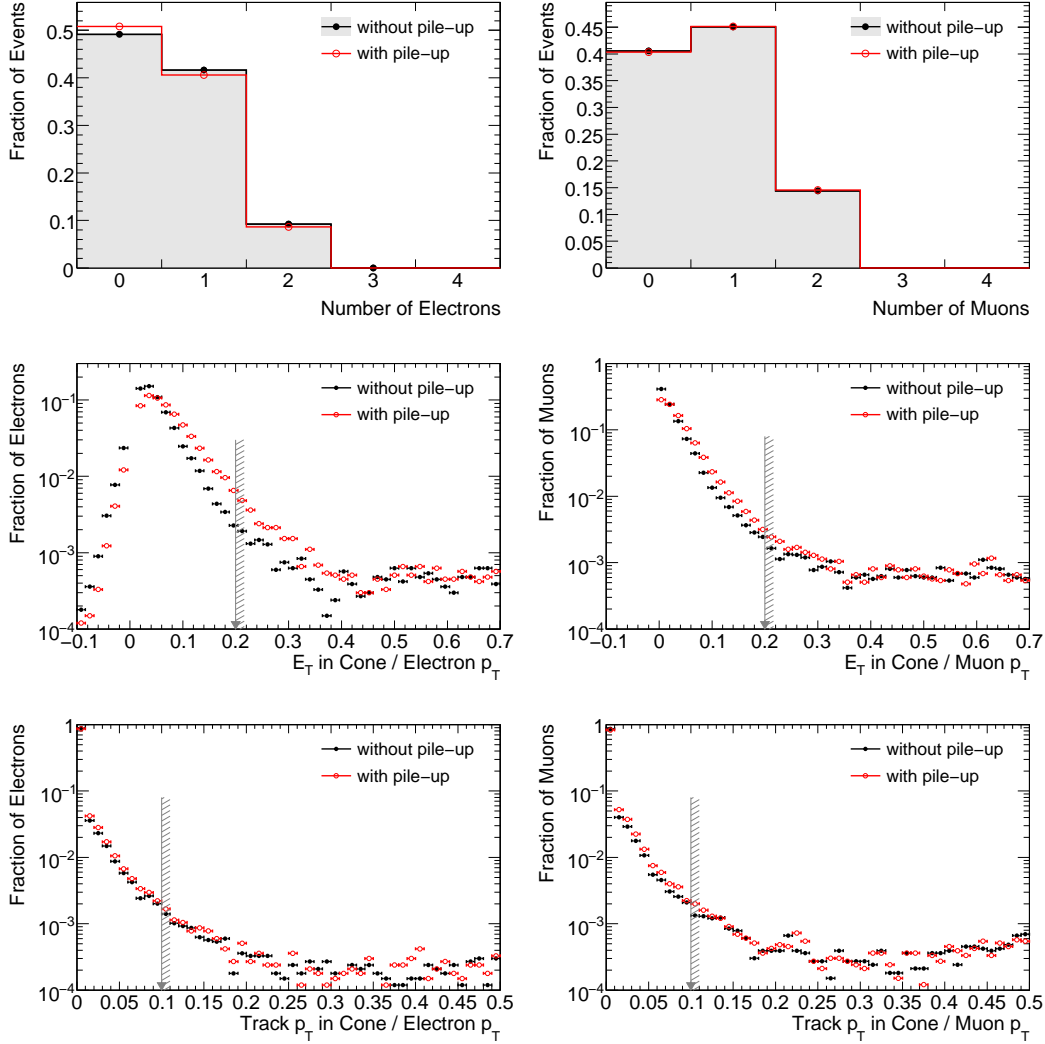 Fraction of Events
0.5
0.4
0.3
0.2
0.1
0
without pile-up
with pile-up
0 1 2 3 4
Number of Electrons
Fraction of Events
0.45
0.4
0.35
0.3
0.25
0.2
0.15
0.1
0.05
0
without pile-up
with pile-up
0 1 2 3 4
Number of Muons
Fraction of Electrons
10⁻¹
10⁻²
10⁻³
10⁻⁴
without pile-up
with pile-up
-0.1 0 0.1 0.2 0.3 0.4 0.5 0.6 0.7
E_T in Cone / Electron p_T
Fraction of Muons
1
10⁻¹
10⁻²
10⁻³
10⁻⁴
without pile-up
with pile-up
-0.1 0 0.1 0.2 0.3 0.4 0.5 0.6 0.7
E_T in Cone / Muon p_T
Fraction of Electrons
1
10⁻¹
10⁻²
10⁻³
10⁻⁴
without pile-up
with pile-up
0 0.05 0.1 0.15 0.2 0.25 0.3 0.35 0.4 0.45 0.5
Track p_T in Cone / Electron p_T
Fraction of Muons
1
10⁻¹
10⁻²
10⁻³
10⁻⁴
without pile-up
with pile-up
0 0.05 0.1 0.15 0.2 0.25 0.3 0.35 0.4 0.45 0.5
Track p_T in Cone / Muon p_T